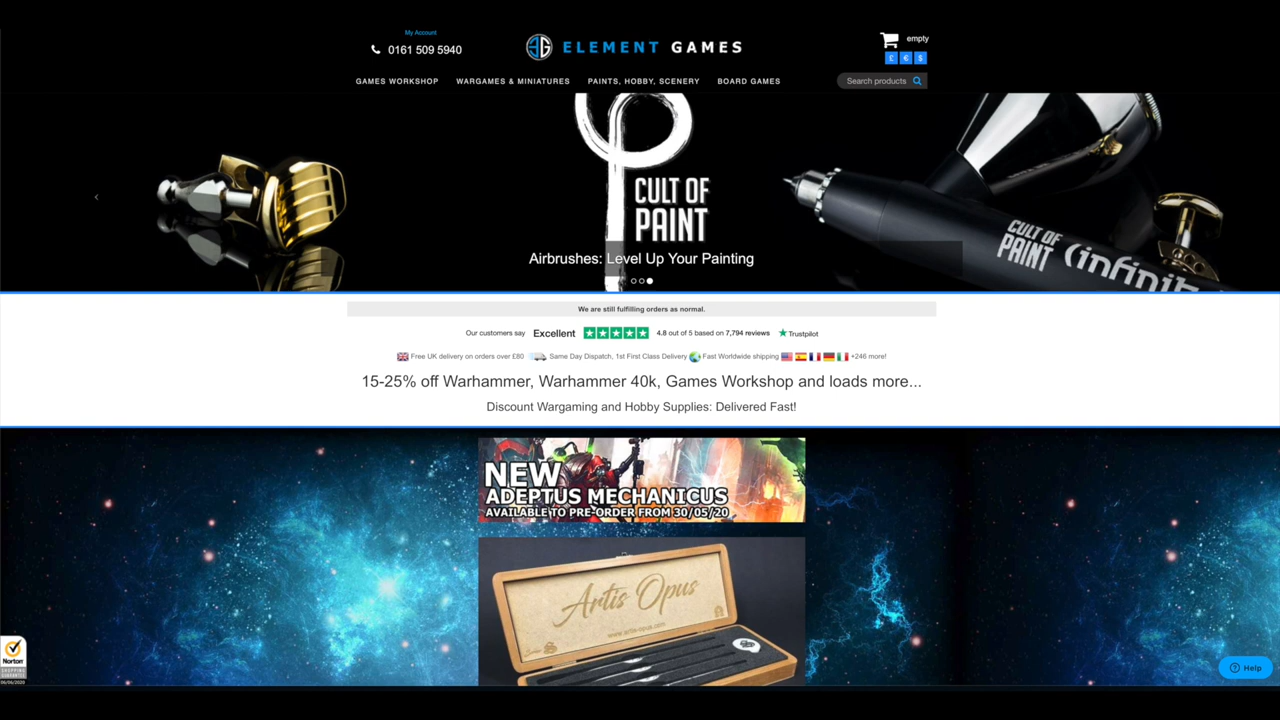 My Account
0161 509 5940
ELEMENT GAMES
empty
£ € $
GAMES WORKSHOP WARGAMES & MINIATURES PAINTS, HOBBY, SCENERY BOARD GAMES
Search products
CULT OF
PAINT
CULT OF
PAINT
Airbrushes: Level Up Your Painting
We are still fulfilling orders as normal.
Our customers say Excellent 4.8 out of 5 based on 7,794 reviews Trustpilot
Free UK delivery on orders over £80 Same Day Dispatch, 1st First Class Delivery Fast Worldwide shipping +246 more!
15-25% off Warhammer, Warhammer 40k, Games Workshop and loads more...
Discount Wargaming and Hobby Supplies: Delivered Fast!
NEW
ADEPTUS MECHANICUS
AVAILABLE TO PRE-ORDER FROM 30/05/20
Artis Opus
www.artis-opus.com
Norton
SHOPPING
GUARANTEE
06/06/2020
Help